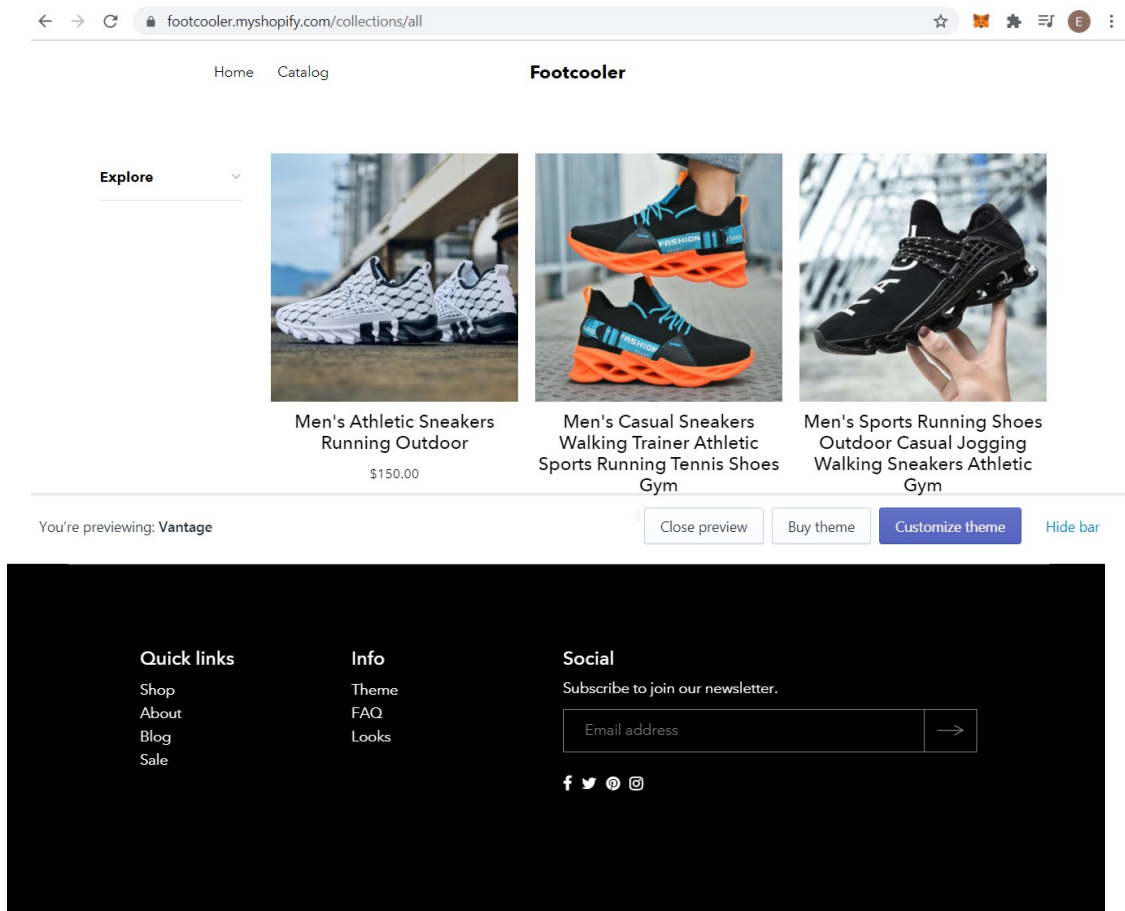 footcooler.myshopify.com/collections/all
E
Home Catalog
Footcooler
Explore
FASHION
FASHION
Men's Athletic Sneakers
Running Outdoor
$150.00
Men's Casual Sneakers
Walking Trainer Athletic
Sports Running Tennis Shoes
Gym
Men's Sports Running Shoes
Outdoor Casual Jogging
Walking Sneakers Athletic
Gym
$
You're previewing: Vantage
Close preview
Buy theme
Customize theme
Hide bar
Quick links
Shop
About
Blog
Sale
Info
Theme
FAQ
Looks
Social
Subscribe to join our newsletter.
Email address